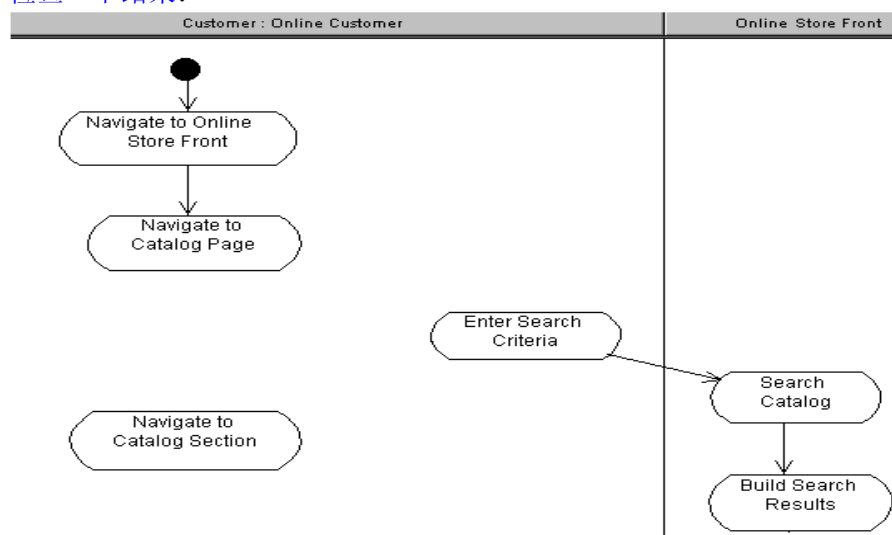 Customer : Online Customer
Online Store Front
Navigate to Online
Store Front
Navigate to
Catalog Page
Enter Search
Criteria
Search
Catalog
Navigate to
Catalog Section
Build Search
Results